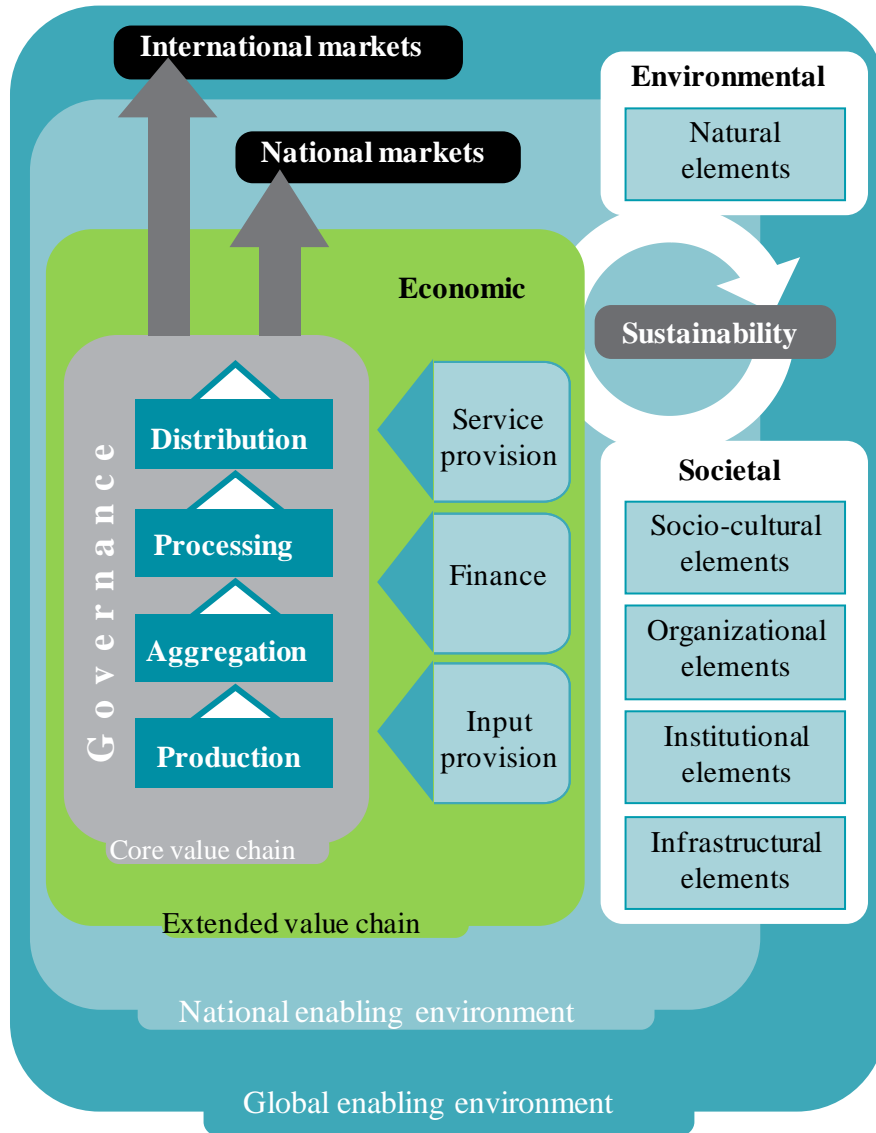 International markets
National markets
Environmental
Natural
elements
Economic
Sustainability
Governance
Distribution
Processing
Aggregation
Production
Service
provision
Finance
Input
provision
Societal
Socio-cultural
elements
Organizational
elements
Institutional
elements
Infrastructural
elements
Core value chain
Extended value chain
National enabling environment
Global enabling environment